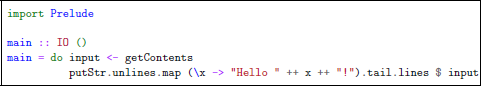 import Prelude
main :: IO ()
main = do input <- getContents
putStr.unlines.map (\x -> "Hello " ++ x ++ "!").tail.lines $ input